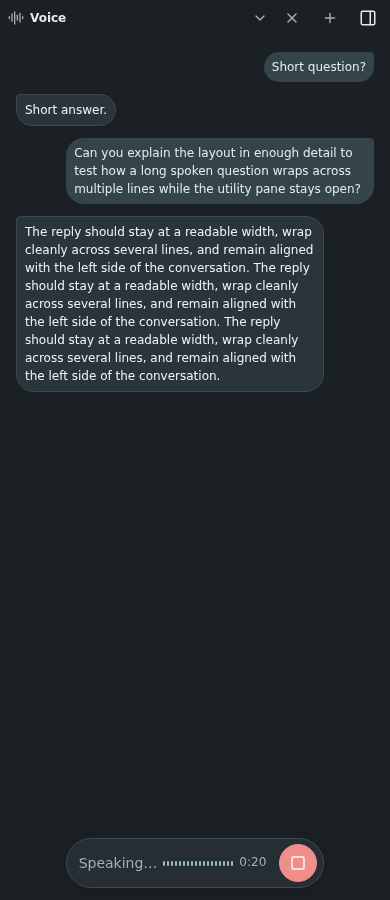 Voice
Short question?
Short answer.
Can you explain the layout in enough detail to
test how a long spoken question wraps across
multiple lines while the utility pane stays open?
The reply should stay at a readable width, wrap
cleanly across several lines, and remain aligned
with the left side of the conversation. The reply
should stay at a readable width, wrap cleanly
across several lines, and remain aligned with
the left side of the conversation. The reply
should stay at a readable width, wrap cleanly
across several lines, and remain aligned with
the left side of the conversation.
Speaking... 0:20